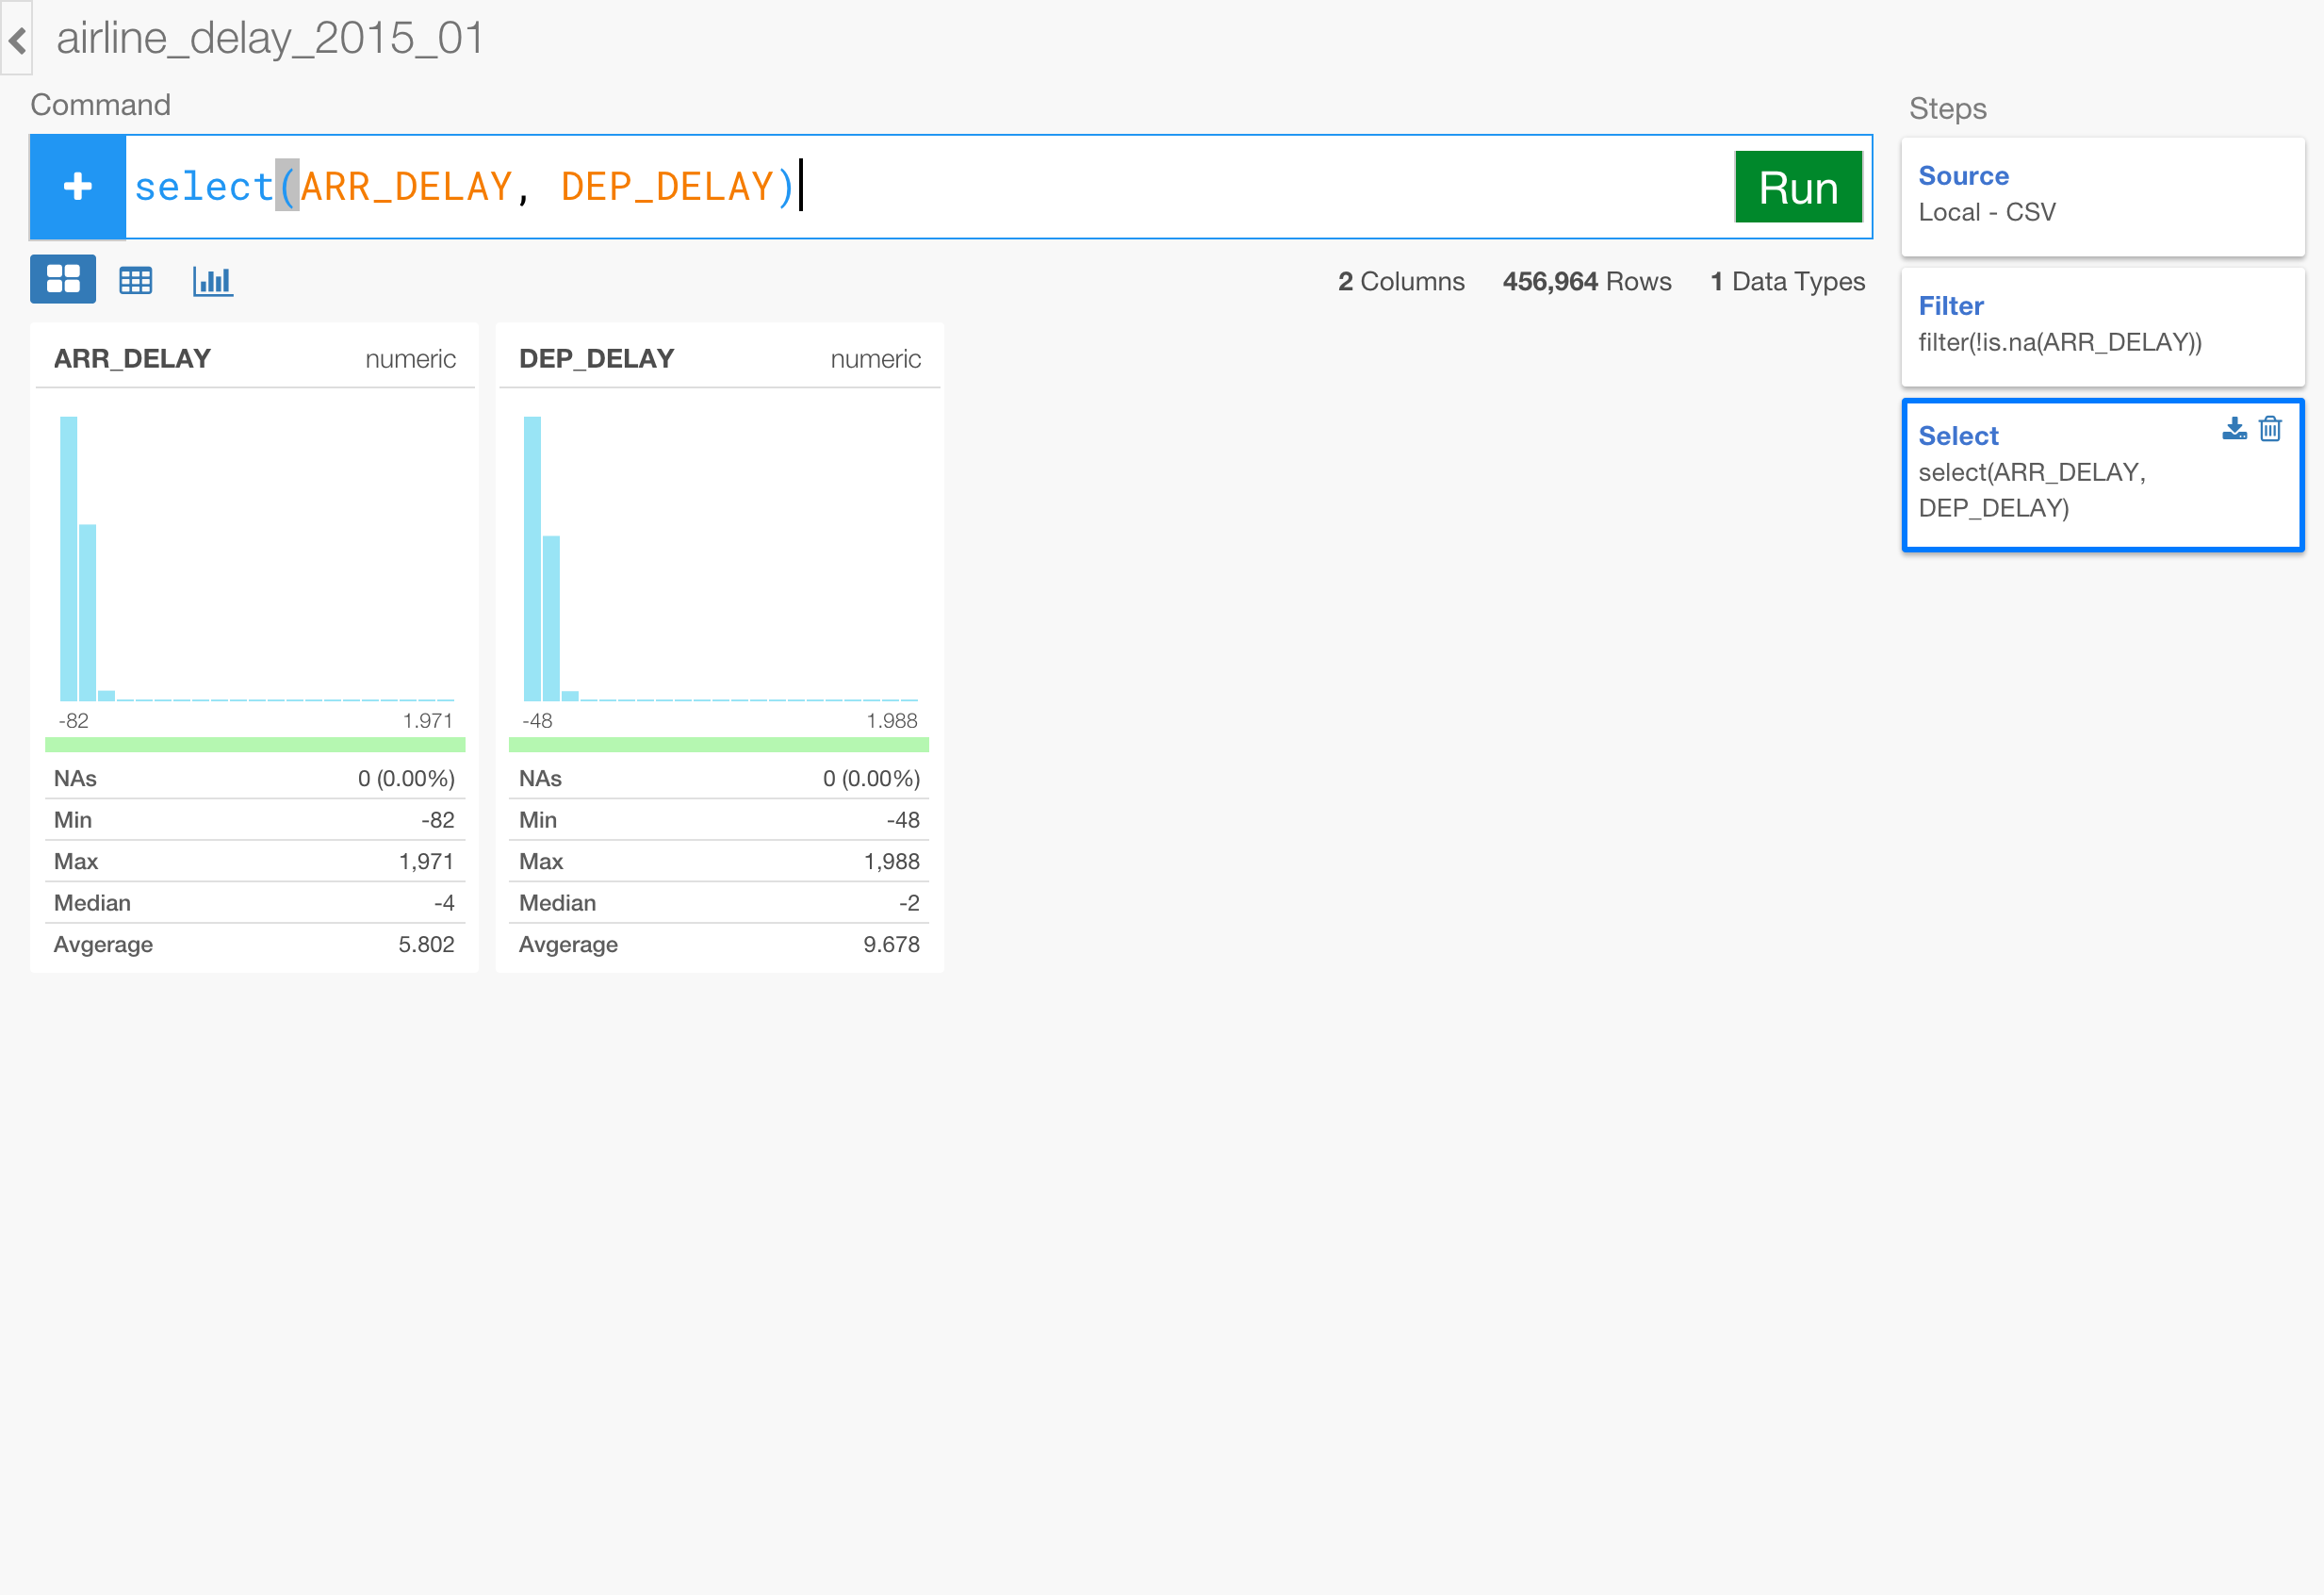 airline_delay_2015_01
Command
select(ARR_DELAY, DEP_DELAY)
Run
2 Columns 456,964 Rows 1 Data Types
ARR_DELAY numeric
-82 1.971
NAs 0 (0.00%)
Min -82
Max 1,971
Median -4
Avgerage 5.802
DEP_DELAY numeric
-48 1.988
NAs 0 (0.00%)
Min -48
Max 1,988
Median -2
Avgerage 9.678
Steps
Source
Local - CSV
Filter
filter(!is.na(ARR_DELAY))
Select
select(ARR_DELAY,
DEP_DELAY)